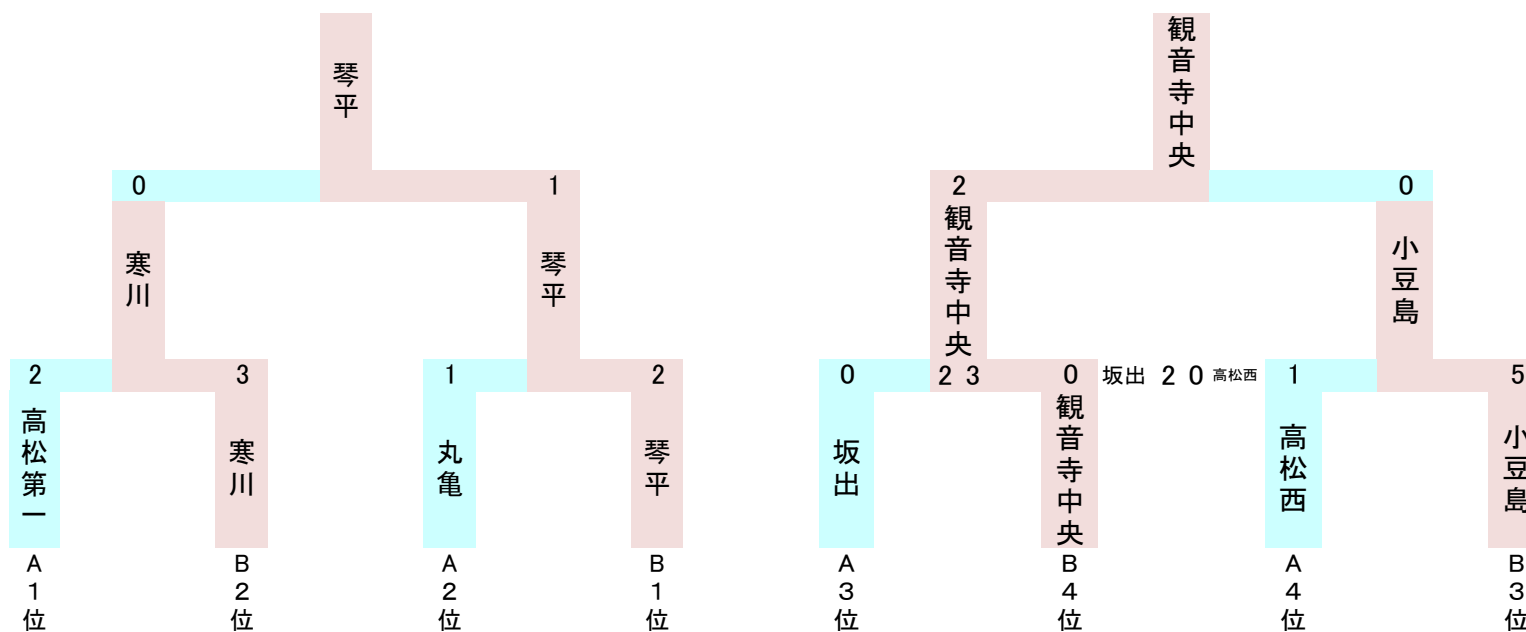 琴平
観音寺中央
0
1
2
0
寒川
琴平
観音寺中央
小豆島
2
3
1
2
0
2 3
0
坂出 2 0 高松西
1
5
高松第一
寒川
丸亀
琴平
坂出
観音寺中央
高松西
小豆島
A1位
B2位
A2位
B1位
A3位
B4位
A4位
B3位